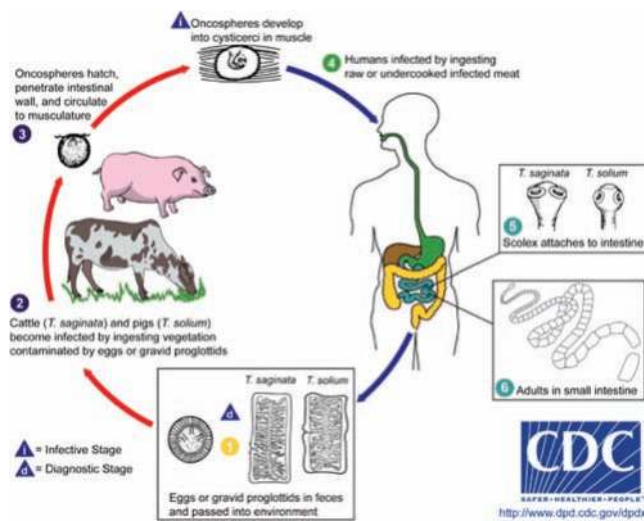 i
Oncospheres develop
into cysticerci in muscle
4
Humans infected by ingesting
raw or undercooked infected meat
Oncospheres hatch,
penetrate intestinal
wall, and circulate
to musculature
3
T. saginata
T. solium
5
Scolex attaches to intestine
2
Cattle (T. saginata) and pigs (T. solium)
become infected by ingesting vegetation
contaminated by eggs or gravid proglottids
6
Adults in small intestine
T. saginata
T. solium
d
1
Eggs or gravid proglottids in feces
and passed into environment
i = Infective Stage
d = Diagnostic Stage
CDC
SAFER•HEALTHIER•PEOPLE™
http://www.dpd.cdc.gov/dpdx